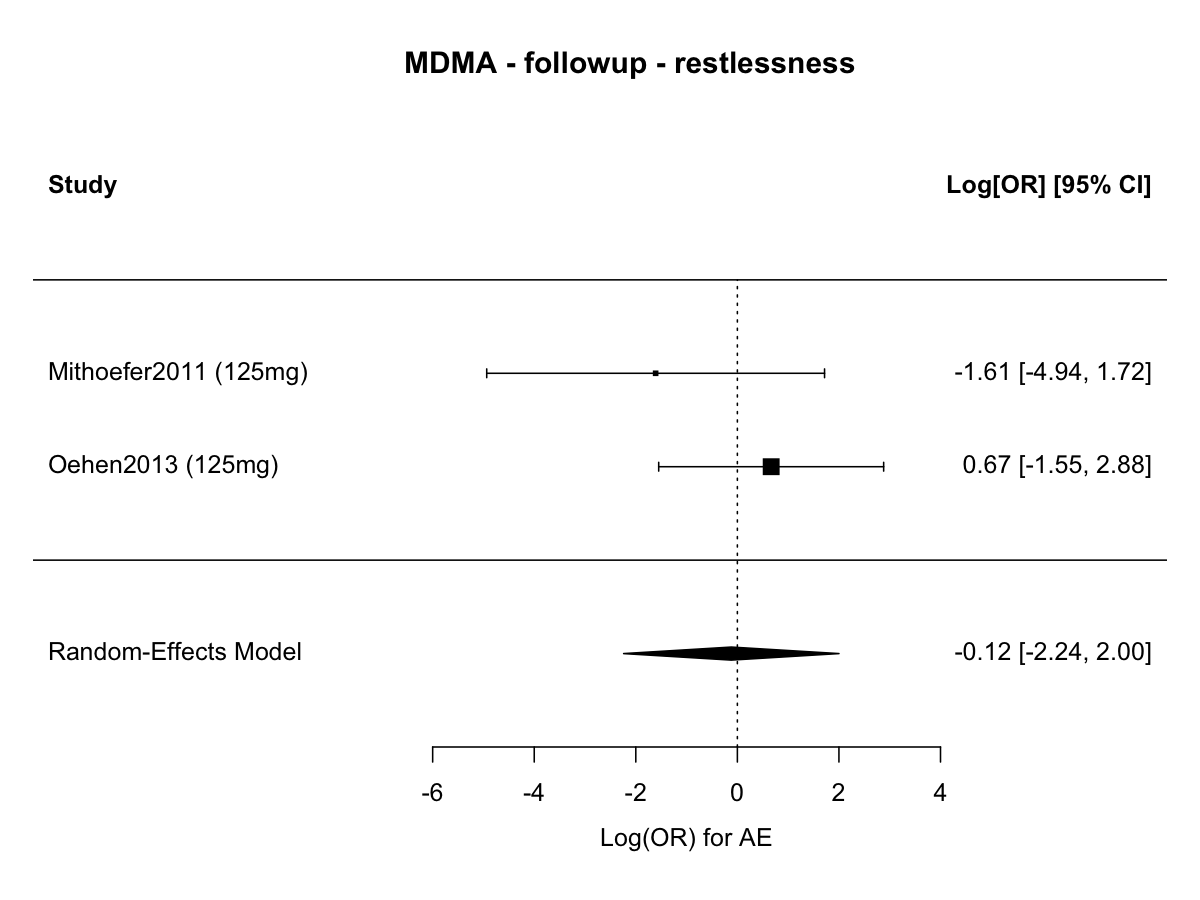 MDMA - followup - restlessness
Study Log[OR] [95% CI]
Mithoefer2011 (125mg) -1.61 [-4.94, 1.72]
Oehen2013 (125mg) 0.67 [-1.55, 2.88]
Random-Effects Model -0.12 [-2.24, 2.00]
-6 -4 -2 0 2 4
Log(OR) for AE